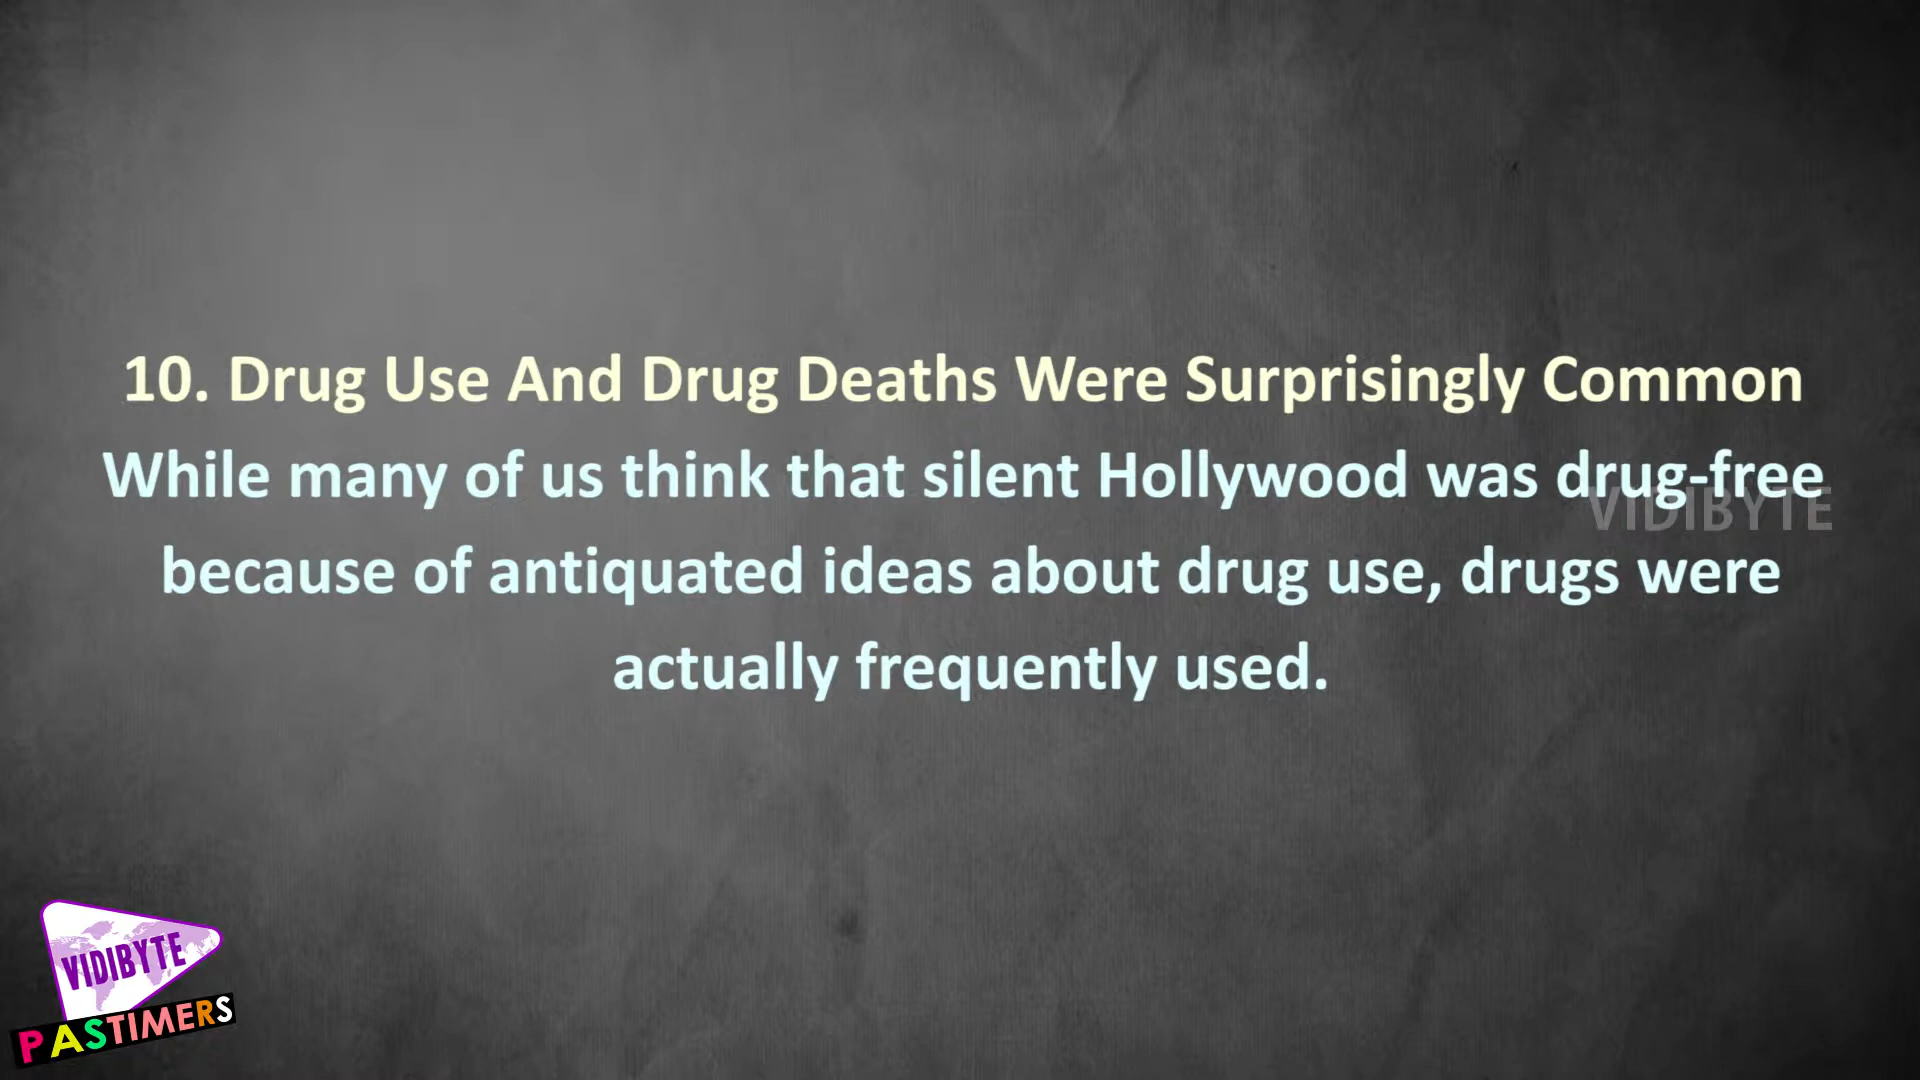 10. Drug Use And Drug Deaths Were Surprisingly Common
While many of us think that silent Hollywood was drug-free
VIDIBYTE
because of antiquated ideas about drug use, drugs were
actually frequently used.
VIDIBYTE
PASTIMERS